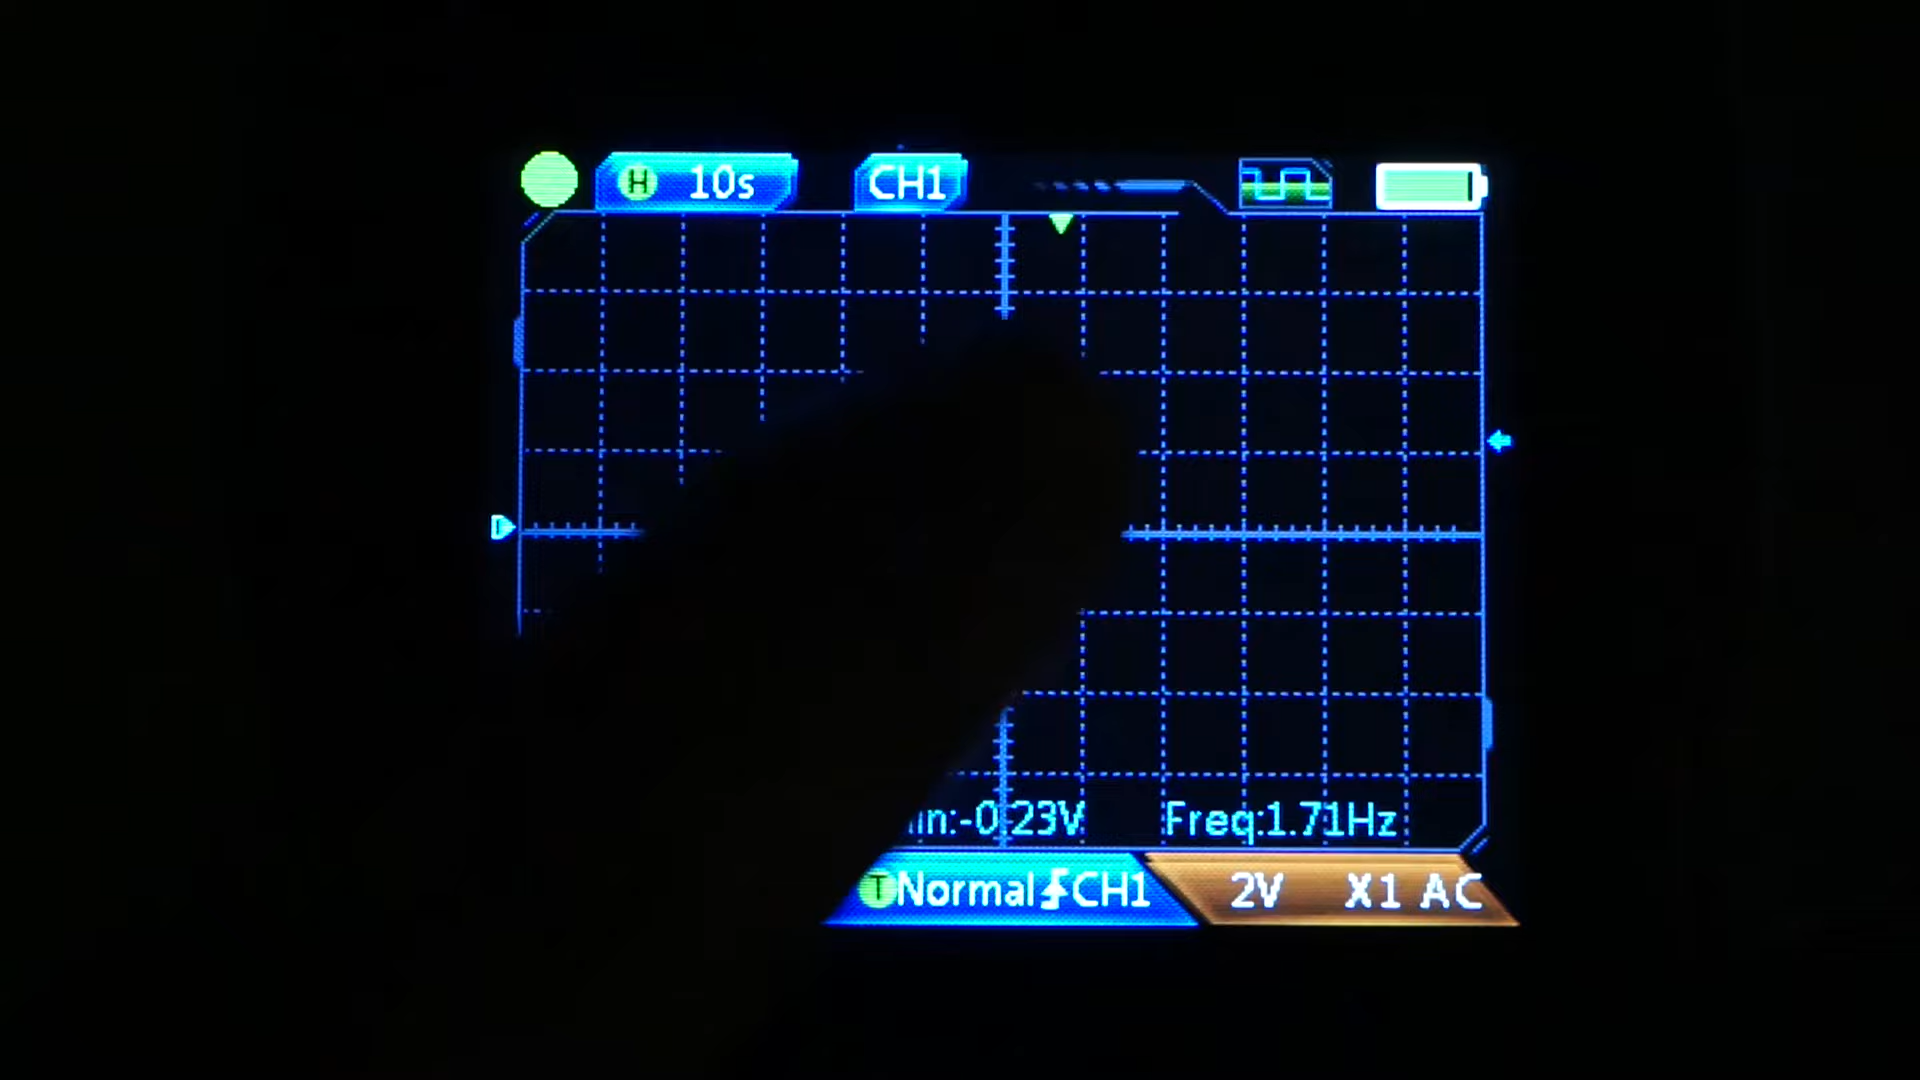 H 10s CH1
in:-0.23V Freq:1.71Hz
T Normal CH1 2V X1 AC